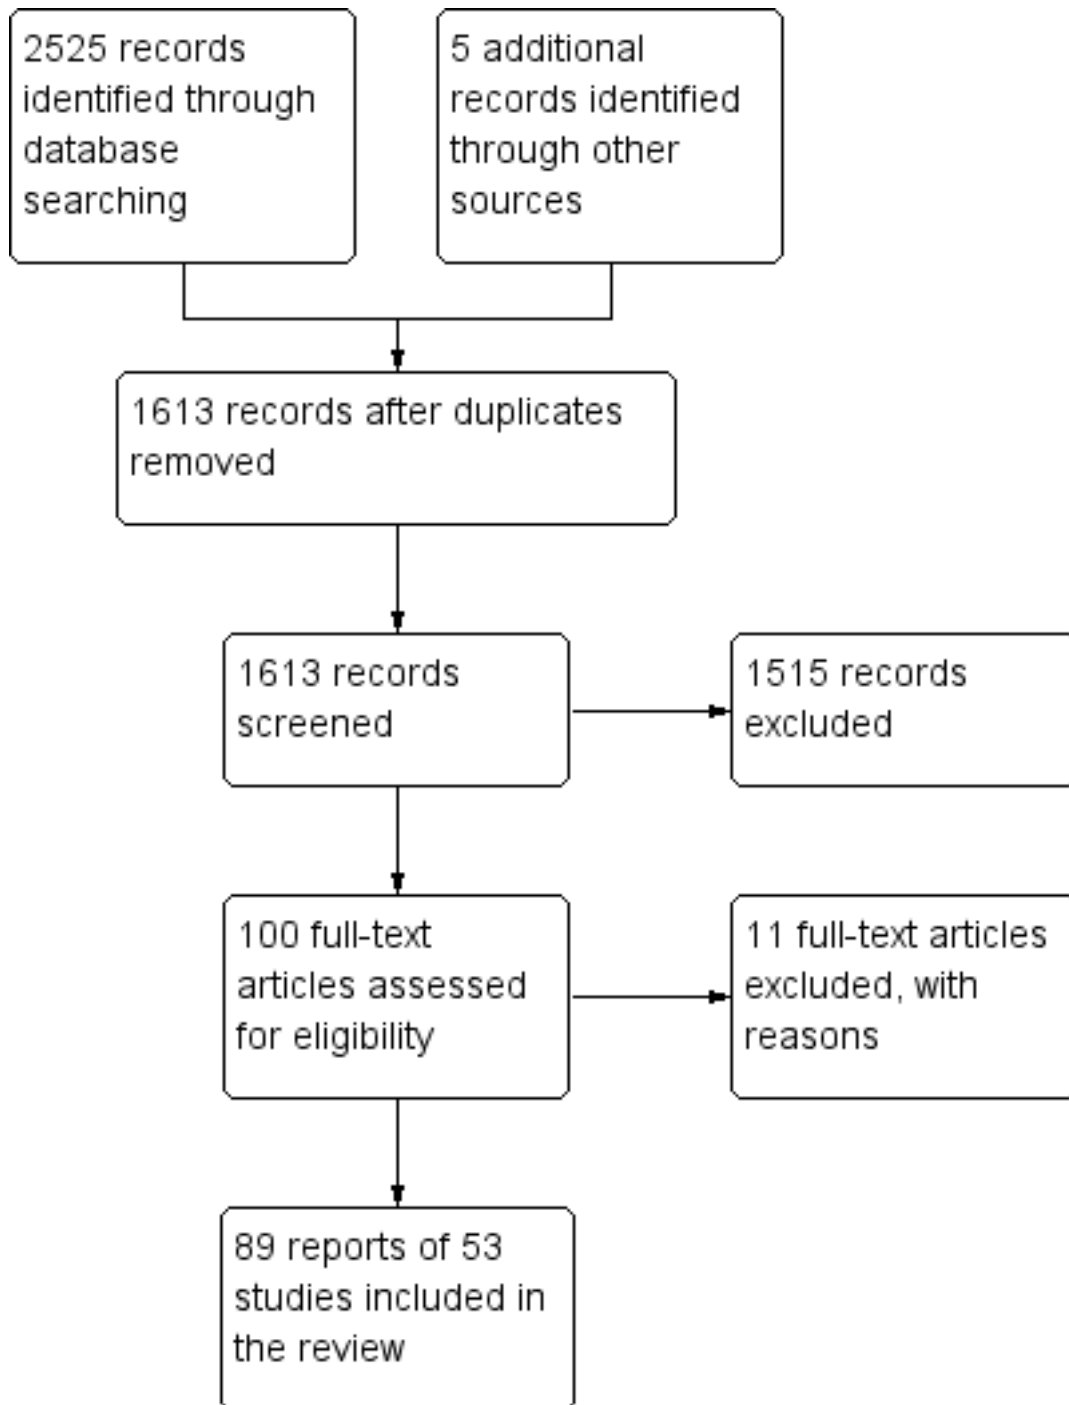 2525 records
identified through
database
searching
5 additional
records identified
through other
sources
1613 records after duplicates
removed
1613 records
screened
1515 records
excluded
100 full-text
articles assessed
for eligibility
11 full-text articles
excluded, with
reasons
89 reports of 53
studies included in
the review